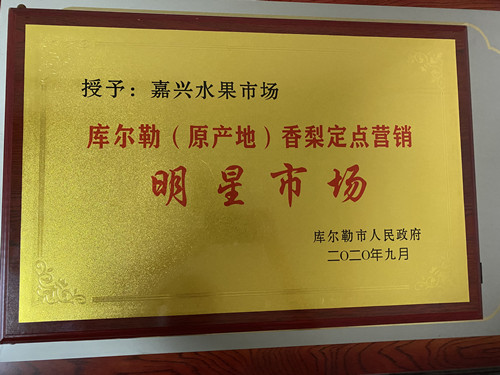 授予：嘉兴水果市场
库尔勒（原产地）香梨定点营销
明星市场
库尔勒市人民政府
二〇二〇年九月